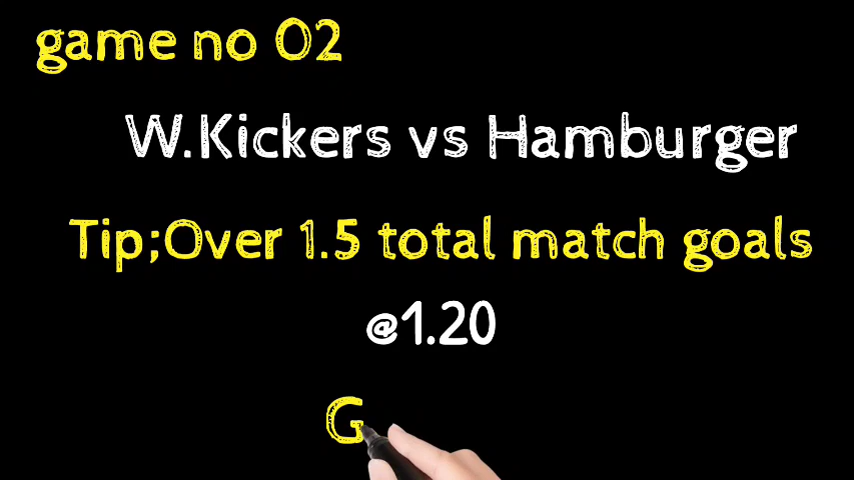 game no 02
W.Kickers vs Hamburger
Tip;Over 1.5 total match goals
@1.20
G